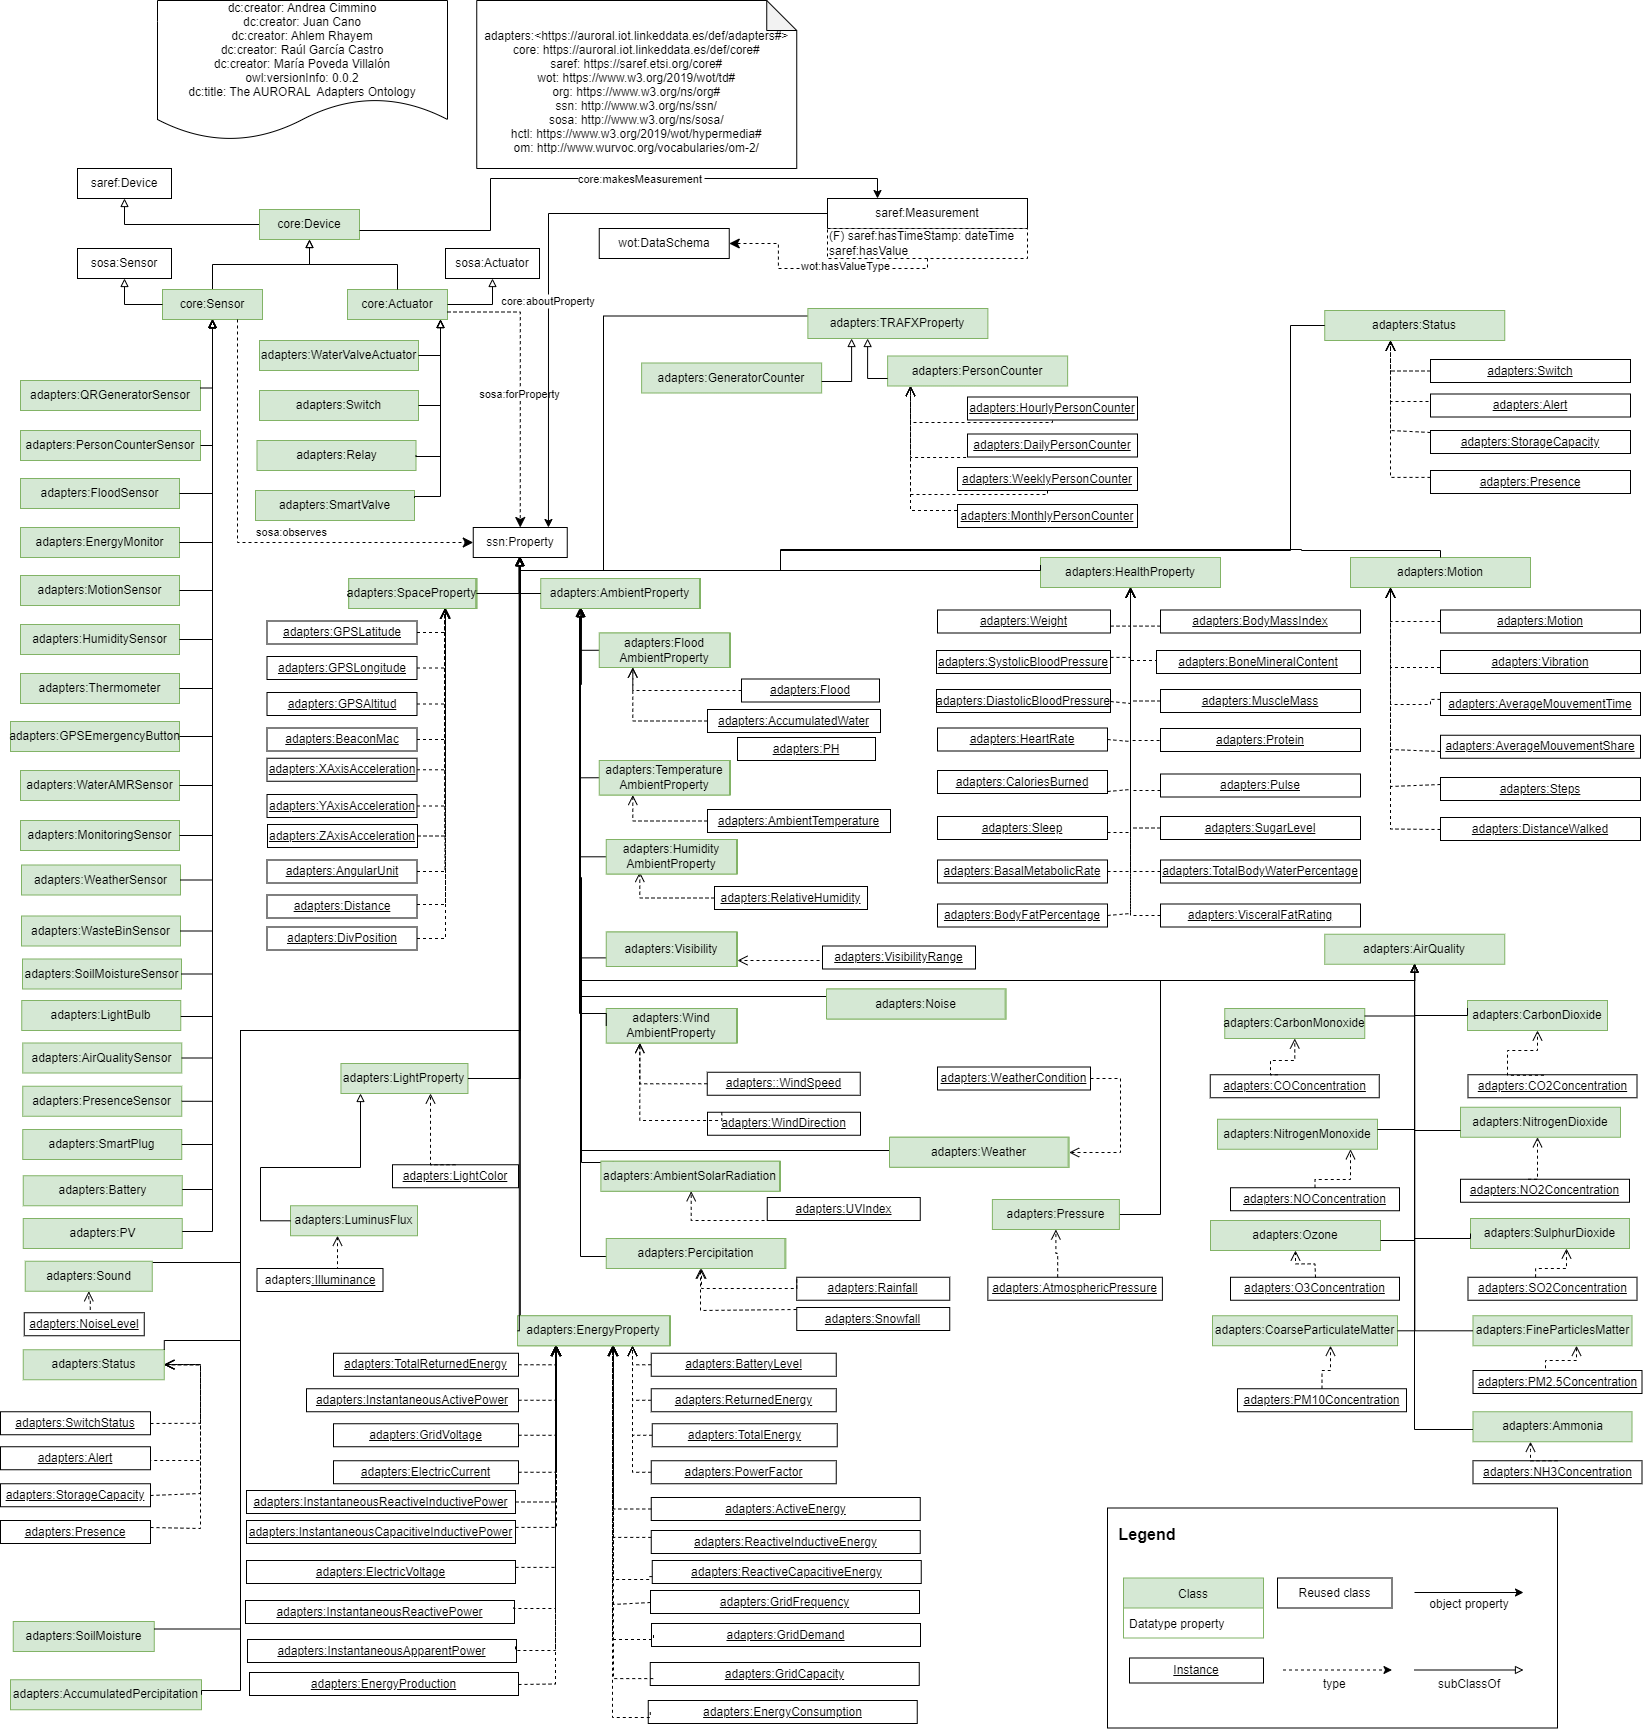 dc:creator: Andrea Cimmino
dc:creator: Juan Cano
dc:creator: Ahlem Rhayem
dc:creator: Raúl García Castro
dc:creator: María Poveda Villalón
owl:versionInfo: 0.0.2
dc:title: The AURORAL  Adapters Ontology
adapters:<https://auroral.iot.linkeddata.es/def/adapters#>
core: https://auroral.iot.linkeddata.es/def/core#
saref: https://saref.etsi.org/core#
wot: https://www.w3.org/2019/wot/td#
org: https://www.w3.org/ns/org#
ssn: http://www.w3.org/ns/ssn/
sosa: http://www.w3.org/ns/sosa/
hctl: https://www.w3.org/2019/wot/hypermedia#
om: http://www.wurvoc.org/vocabularies/om-2/
saref:Device
core:makesMeasurement
core:Device
saref:Measurement
(F) saref:hasTimeStamp: dateTime
saref:hasValue
wot:DataSchema
wot:hasValueType
sosa:Sensor
sosa:Actuator
core:Sensor
core:Actuator
core:aboutProperty
sosa:forProperty
sosa:observes
ssn:Property
adapters:WaterValveActuator
adapters:Switch
adapters:Relay
adapters:SmartValve
adapters:QRGeneratorSensor
adapters:PersonCounterSensor
adapters:FloodSensor
adapters:EnergyMonitor
adapters:MotionSensor
adapters:HumiditySensor
adapters:Thermometer
adapters:GPSEmergencyButton
adapters:WaterAMRSensor
adapters:MonitoringSensor
adapters:WeatherSensor
adapters:WasteBinSensor
adapters:SoilMoistureSensor
adapters:LightBulb
adapters:AirQualitySensor
adapters:PresenceSensor
adapters:SmartPlug
adapters:Battery
adapters:PV
adapters:Sound
adapters:NoiseLevel
adapters:Status
adapters:SwitchStatus
adapters:Alert
adapters:StorageCapacity
adapters:Presence
adapters:SoilMoisture
adapters:AccumulatedPercipitation
adapters:TRAFXProperty
adapters:GeneratorCounter
adapters:PersonCounter
adapters:HourlyPersonCounter
adapters:DailyPersonCounter
adapters:WeeklyPersonCounter
adapters:MonthlyPersonCounter
adapters:Status
adapters:Switch
adapters:Alert
adapters:StorageCapacity
adapters:Presence
adapters:SpaceProperty
adapters:GPSLatitude
adapters:GPSLongitude
adapters:GPSAltitud
adapters:BeaconMac
adapters:XAxisAcceleration
adapters:YAxisAcceleration
adapters:ZAxisAcceleration
adapters:AngularUnit
adapters:Distance
adapters:DivPosition
adapters:AmbientProperty
adapters:Flood
AmbientProperty
adapters:Flood
adapters:AccumulatedWater
adapters:PH
adapters:Temperature
AmbientProperty
adapters:AmbientTemperature
adapters:Humidity
AmbientProperty
adapters:RelativeHumidity
adapters:Visibility
adapters:VisibilityRange
adapters:Noise
adapters:Wind
AmbientProperty
adapters::WindSpeed
adapters:WindDirection
adapters:WeatherCondition
adapters:Weather
adapters:AmbientSolarRadiation
adapters:UVIndex
adapters:Percipitation
adapters:Rainfall
adapters:Snowfall
adapters:Pressure
adapters:AtmosphericPressure
adapters:HealthProperty
adapters:Weight
adapters:BodyMassIndex
adapters:SystolicBloodPressure
adapters:BoneMineralContent
adapters:DiastolicBloodPressure
adapters:MuscleMass
adapters:HeartRate
adapters:Protein
adapters:CaloriesBurned
adapters:Pulse
adapters:Sleep
adapters:SugarLevel
adapters:BasalMetabolicRate
adapters:TotalBodyWaterPercentage
adapters:BodyFatPercentage
adapters:VisceralFatRating
adapters:Motion
adapters:Motion
adapters:Vibration
adapters:AverageMouvementTime
adapters:AverageMouvementShare
adapters:Steps
adapters:DistanceWalked
adapters:AirQuality
adapters:CarbonMonoxide
adapters:CarbonDioxide
adapters:COConcentration
adapters:CO2Concentration
adapters:NitrogenMonoxide
adapters:NitrogenDioxide
adapters:NOConcentration
adapters:NO2Concentration
adapters:Ozone
adapters:SulphurDioxide
adapters:O3Concentration
adapters:SO2Concentration
adapters:CoarseParticulateMatter
adapters:FineParticlesMatter
adapters:PM10Concentration
adapters:PM2.5Concentration
adapters:Ammonia
adapters:NH3Concentration
adapters:LightProperty
adapters:LightColor
adapters:LuminusFlux
adapters:Illuminance
adapters:EnergyProperty
adapters:TotalReturnedEnergy
adapters:InstantaneousActivePower
adapters:GridVoltage
adapters:ElectricCurrent
adapters:InstantaneousReactiveInductivePower
adapters:InstantaneousCapacitiveInductivePower
adapters:ElectricVoltage
adapters:InstantaneousReactivePower
adapters:InstantaneousApparentPower
adapters:EnergyProduction
adapters:BatteryLevel
adapters:ReturnedEnergy
adapters:TotalEnergy
adapters:PowerFactor
adapters:ActiveEnergy
adapters:ReactiveInductiveEnergy
adapters:ReactiveCapacitiveEnergy
adapters:GridFrequency
adapters:GridDemand
adapters:GridCapacity
adapters:EnergyConsumption
Legend
Class
Datatype property
Reused class
object property
Instance
type
subClassOf